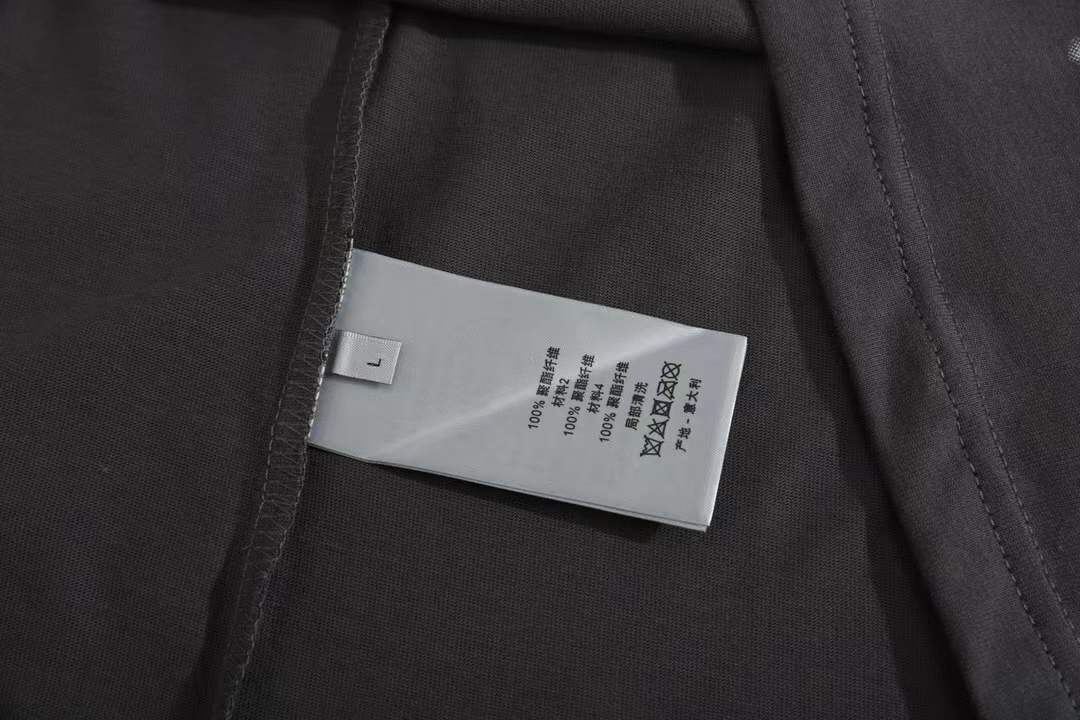 L
100% 聚酯纤维
材料2
100% 聚酯纤维
材料4
100% 聚酯纤维
局部清洗
产地 - 意大利